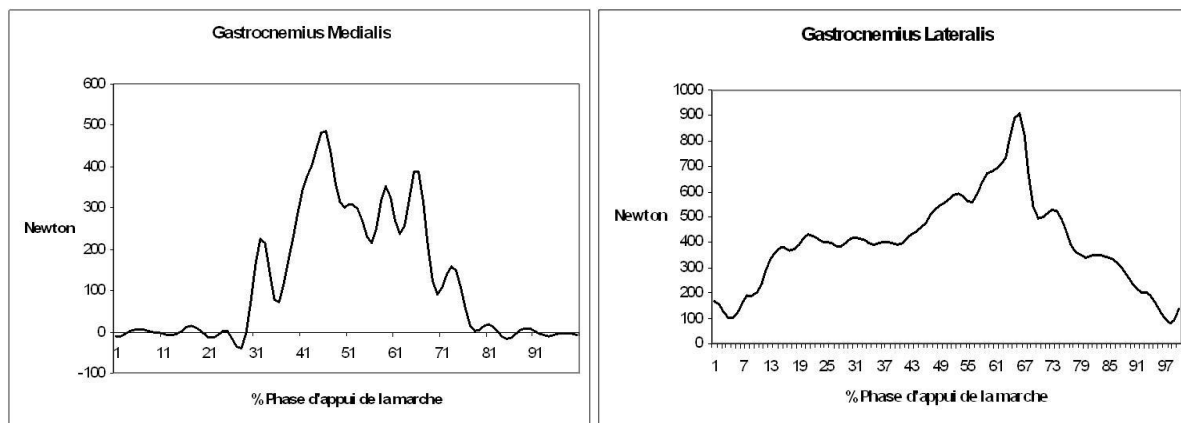 Gastrocnemius Medialis
600
500
400
300
200
100
0
-100
Newton
1 11 21 31 41 51 61 71 81 91
% Phase d'appui de la marche
Gastrocnemius Lateralis
1000
900
800
700
600
500
400
300
200
100
0
Newton
1 7 13 19 25 31 37 43 49 55 61 67 73 79 85 91 97
% Phase d'appui de la marche